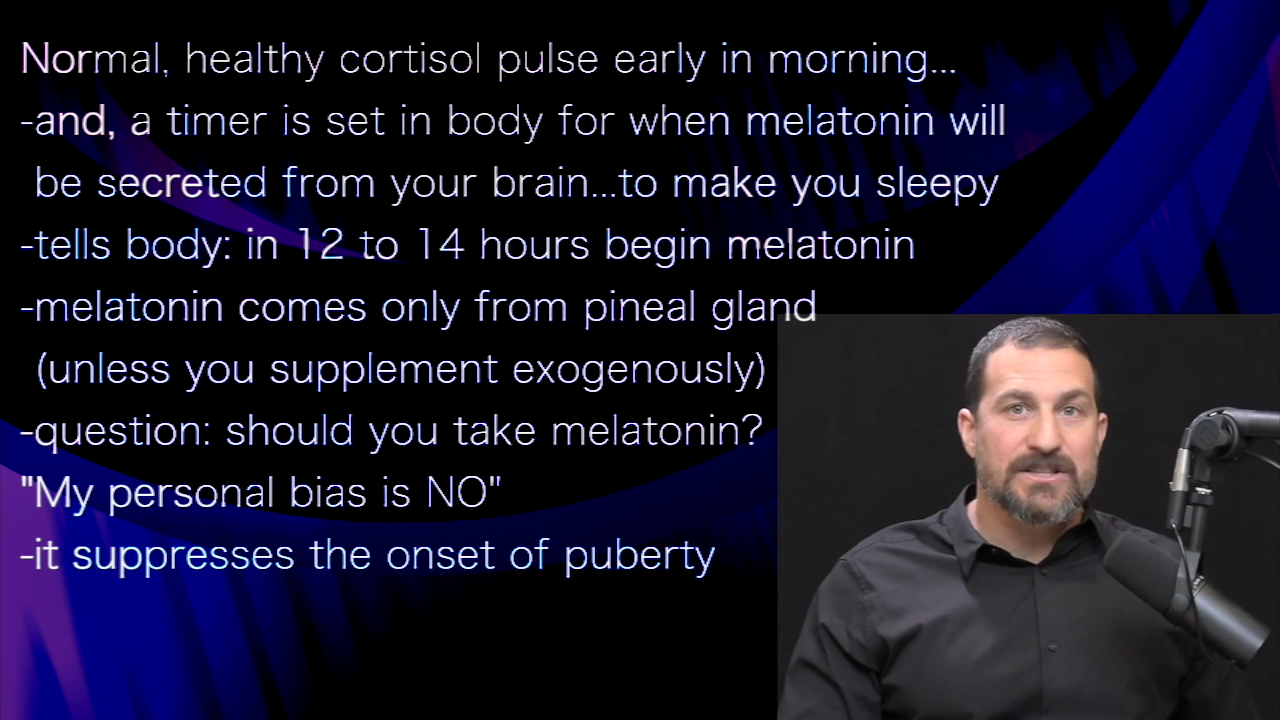 Normal, healthy cortisol pulse early in morning...
-and, a timer is set in body for when melatonin will
be secreted from your brain...to make you sleepy
-tells body: in 12 to 14 hours begin melatonin
-melatonin comes only from pineal gland
(unless you supplement exogenously)
-question: should you take melatonin?
"My personal bias is NO"
-it suppresses the onset of puberty